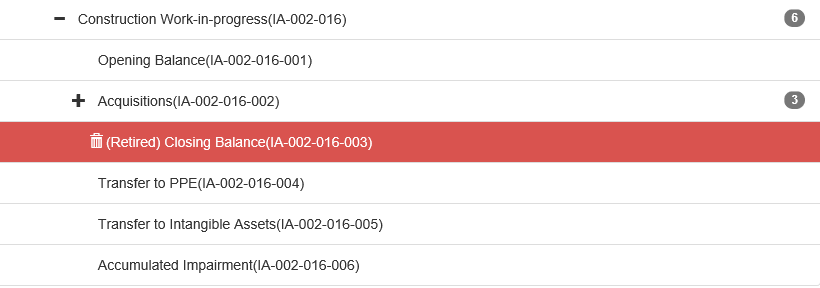 Construction Work-in-progress(IA-002-016) 6
Opening Balance(IA-002-016-001)
Acquisitions(IA-002-016-002) 3
(Retired) Closing Balance(IA-002-016-003)
Transfer to PPE(IA-002-016-004)
Transfer to Intangible Assets(IA-002-016-005)
Accumulated Impairment(IA-002-016-006)